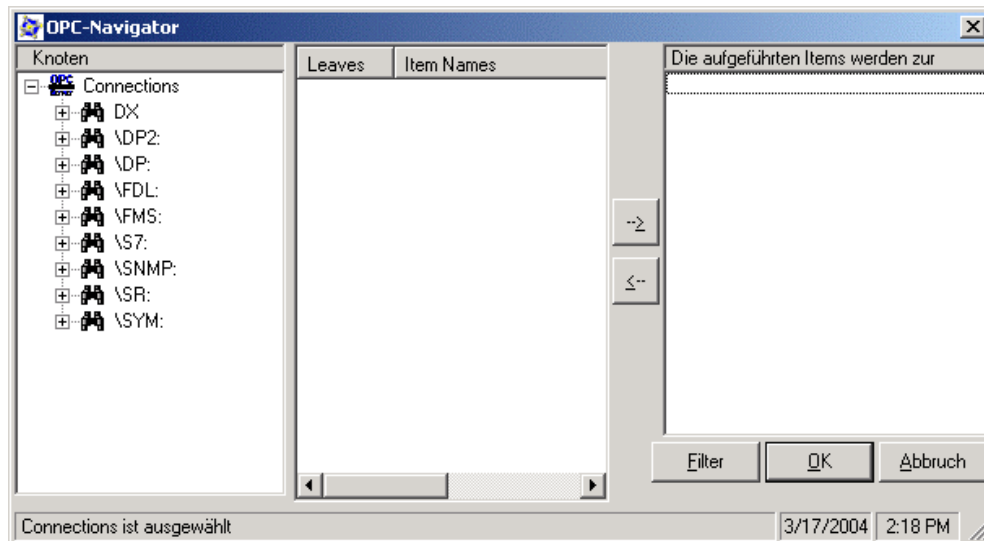 OPC-Navigator
Knoten
OPC Connections
DX
\DP2:
\DP:
\FDL:
\FMS:
\S7:
\SNMP:
\SR:
\SYM:
Leaves Item Names
-->
<--
Die aufgeführten Items werden zur
Filter OK Abbruch
Connections ist ausgewählt 3/17/2004 2:18 PM